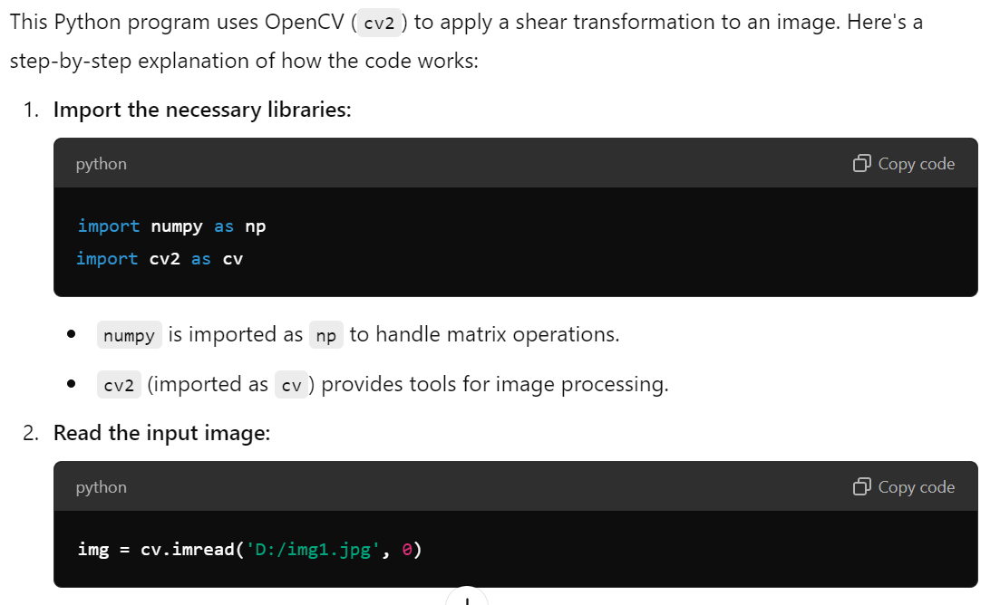 This Python program uses OpenCV ( cv2 ) to apply a shear transformation to an image. Here's a
step-by-step explanation of how the code works:
1. Import the necessary libraries:
python Copy code
import numpy as np
import cv2 as cv
• numpy is imported as np to handle matrix operations.
• cv2 (imported as cv ) provides tools for image processing.
2. Read the input image:
python Copy code
img = cv.imread('D:/img1.jpg', 0)